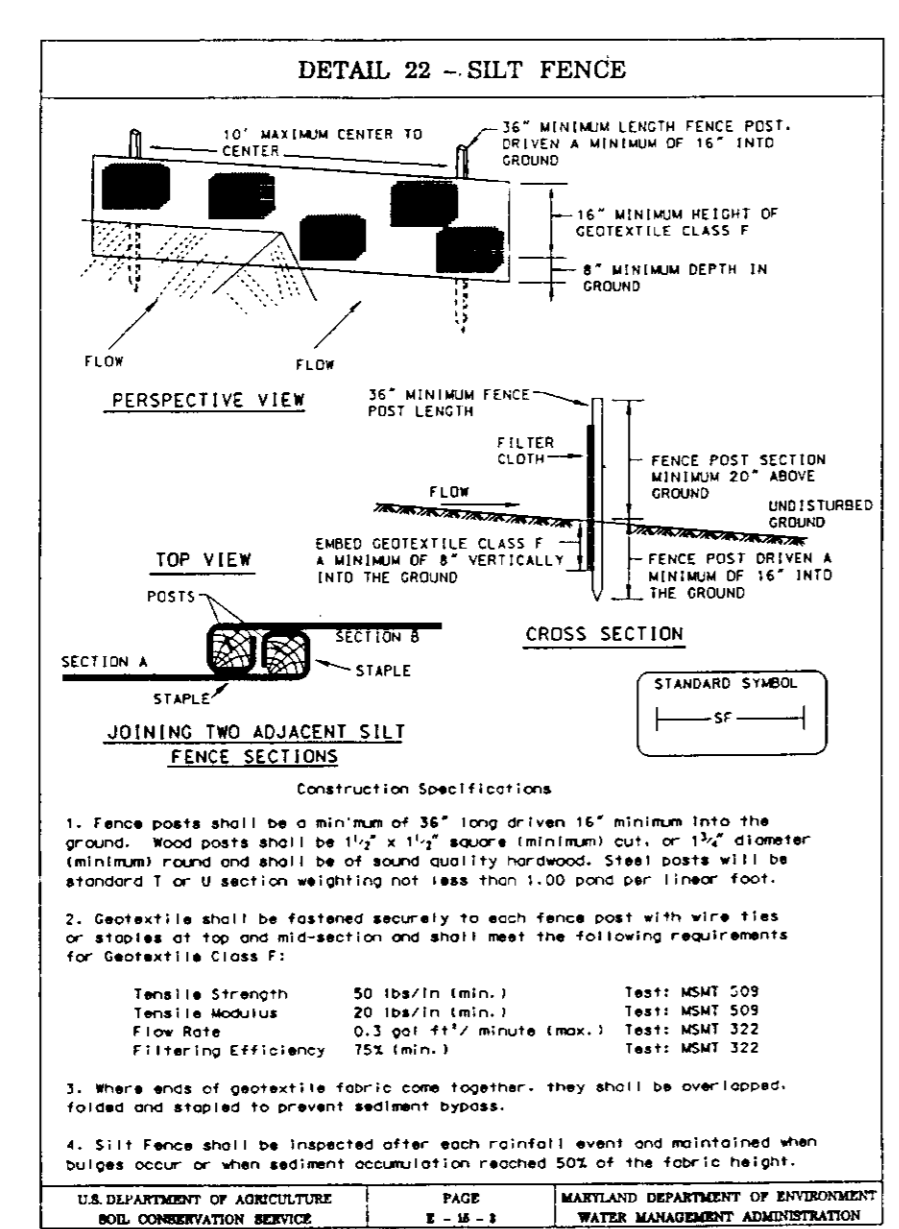 DETAIL 22 - SILT FENCE
10' MAXIMUM CENTER TO
CENTER
36" MINIMUM LENGTH FENCE POST,
DRIVEN A MINIMUM OF 16" INTO
GROUND
16" MINIMUM HEIGHT OF
GEOTEXTILE CLASS F
8" MINIMUM DEPTH IN
GROUND
FLOW
FLOW
PERSPECTIVE VIEW
36" MINIMUM FENCE
POST LENGTH
FILTER
CLOTH
FENCE POST SECTION
MINIMUM 20" ABOVE
GROUND
FLOW
UNDISTURBED
GROUND
EMBED GEOTEXTILE CLASS F
A MINIMUM OF 8" VERTICALLY
INTO THE GROUND
FENCE POST DRIVEN A
MINIMUM OF 16" INTO
THE GROUND
CROSS SECTION
TOP VIEW
POSTS
SECTION B
SECTION A
STAPLE
STAPLE
JOINING TWO ADJACENT SILT
FENCE SECTIONS
STANDARD SYMBOL
SF
Construction Specifications
1. Fence posts shall be a minimum of 36" long driven 16" minimum into the
ground. Wood posts shall be 1 1/2" x 1 1/2" square (minimum) cut, or 1 3/4" diameter
(minimum) round and shall be of sound quality hardwood. Steel posts will be
standard T or U section weighting not less than 1.00 pond per linear foot.
2. Geotextile shall be fastened securely to each fence post with wire ties
or staples at top and mid-section and shall meet the following requirements
for Geotextile Class F:
Tensile Strength 50 lbs/in (min.) Test: MSMT 509
Tensile Modulus 20 lbs/in (min.) Test: MSMT 509
Flow Rate 0.3 gal ft²/ minute (max.) Test: MSMT 322
Filtering Efficiency 75% (min.) Test: MSMT 322
3. Where ends of geotextile fabric come together, they shall be overlapped,
folded and stapled to prevent sediment bypass.
4. Silt Fence shall be inspected after each rainfall event and maintained when
bulges occur or when sediment accumulation reached 50% of the fabric height.
U.S. DEPARTMENT OF AGRICULTURE
SOIL CONSERVATION SERVICE
PAGE
E - 15 - 3
MARYLAND DEPARTMENT OF ENVIRONMENT
WATER MANAGEMENT ADMINISTRATION